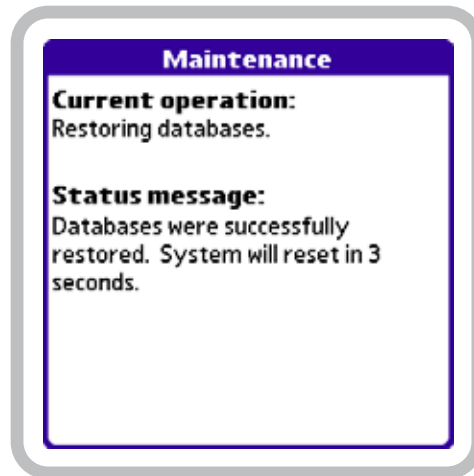 Maintenance
Current operation:
Restoring databases.
Status message:
Databases were successfully
restored. System will reset in 3
seconds.